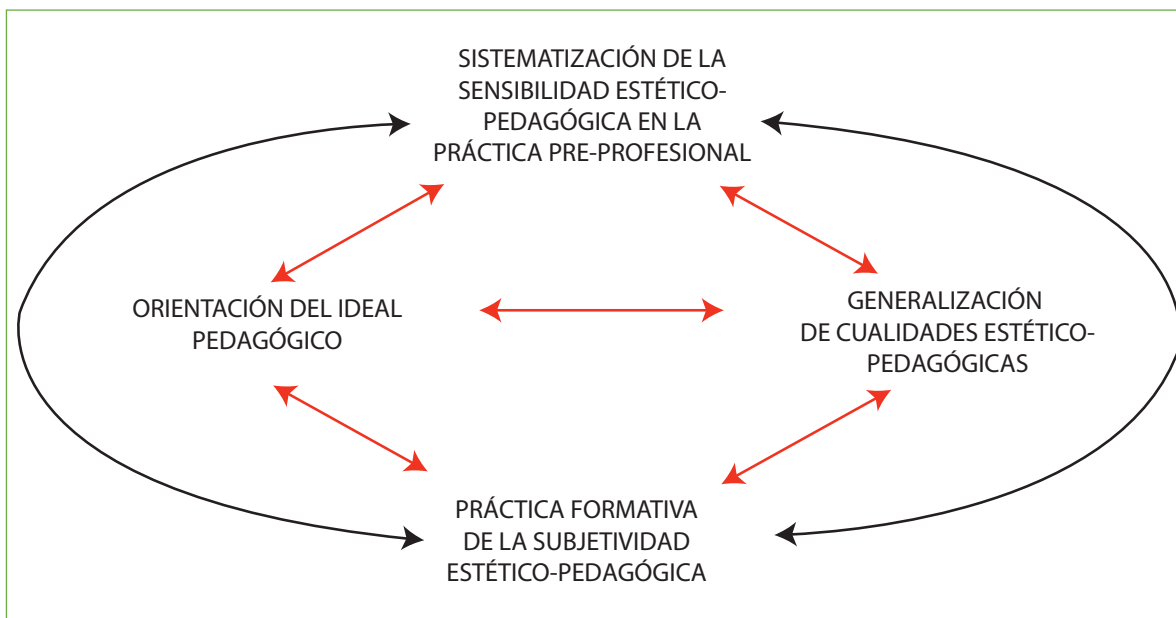 SISTEMATIZACIÓN DE LA
SENSIBILIDAD ESTÉTICO-
PEDAGÓGICA EN LA
PRÁCTICA PRE-PROFESIONAL
ORIENTACIÓN DEL IDEAL
PEDAGÓGICO
GENERALIZACIÓN
DE CUALIDADES ESTÉTICO-
PEDAGÓGICAS
PRÁCTICA FORMATIVA
DE LA SUBJETIVIDAD
ESTÉTICO-PEDAGÓGICA